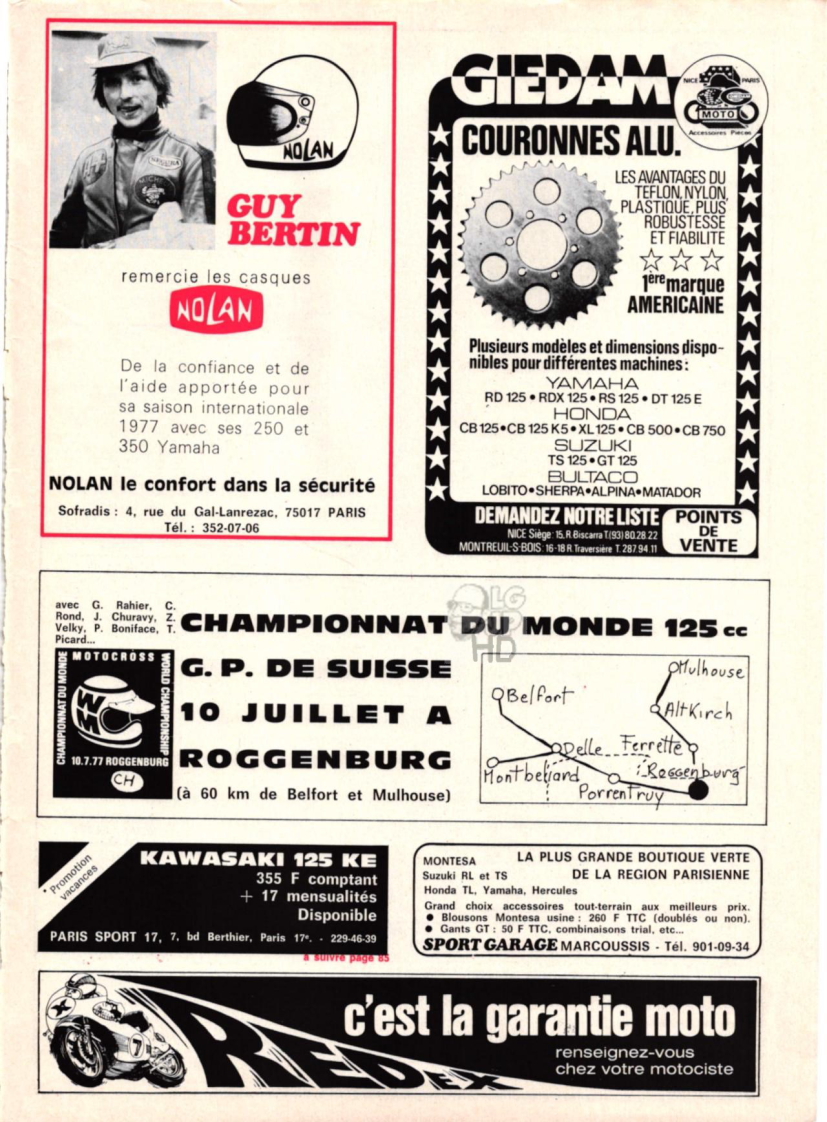 NOLAN
GUY
BERTIN
remercie les casques
NOLAN
De la confiance et de
l'aide apportée pour
sa saison internationale
1977 avec ses 250 et
350 Yamaha
NOLAN le confort dans la sécurité
Sofradis : 4, rue du Gal-Lanrezac, 75017 PARIS
Tél. : 352-07-06
GIEDAM
NICE PARIS
MOTO
Accessoires Pièces
COURONNES ALU.
LES AVANTAGES DU
TEFLON, NYLON,
PLASTIQUE, PLUS
ROBUSTESSE
ET FIABILITE
1ère marque
AMERICAINE
Plusieurs modèles et dimensions dispo-
nibles pour différentes machines :
YAMAHA
RD 125 • RDX 125 • RS 125 • DT 125 E
HONDA
CB 125 • CB 125 K5 • XL 125 • CB 500 • CB 750
SUZUKI
TS 125 • GT 125
BULTACO
LOBITO • SHERPA • ALPINA • MATADOR
DEMANDEZ NOTRE LISTE
NICE Siège : 15, R. Biscarra T. (93) 80.28.22
MONTREUIL-S-BOIS : 16-18 R. Traversière T. 287.94.11
POINTS
DE
VENTE
avec G. Rahier, C.
Rond, J. Churavy, Z.
Velky, P. Boniface, T.
Picard...
CHAMPIONNAT DU MONDE 125 cc
LG
HD
MOTOCROSS
CHAMPIONNAT DU MONDE
WORLD CHAMPIONSHIP
WM
10.7.77 ROGGENBURG
CH
G. P. DE SUISSE
10 JUILLET A
ROGGENBURG
(à 60 km de Belfort et Mulhouse)
Mulhouse
Belfort
AltKirch
Delle
Ferrette
Montbeliard
Roggenburg
Porrentruy
Promotion
vacances
KAWASAKI 125 KE
355 F comptant
+ 17 mensualités
Disponible
PARIS SPORT 17, 7, bd Berthier, Paris 17e. - 229-46-39
à suivre page 85
MONTESA
Suzuki RL et TS
Honda TL, Yamaha, Hercules
LA PLUS GRANDE BOUTIQUE VERTE
DE LA REGION PARISIENNE
Grand choix accessoires tout-terrain aux meilleurs prix.
● Blousons Montesa usine : 260 F TTC (doublés ou non).
● Gants GT : 50 F TTC, combinaisons trial, etc...
SPORT GARAGE MARCOUSSIS - Tél. 901-09-34
7
REDEX
c'est la garantie moto
renseignez-vous
chez votre motociste